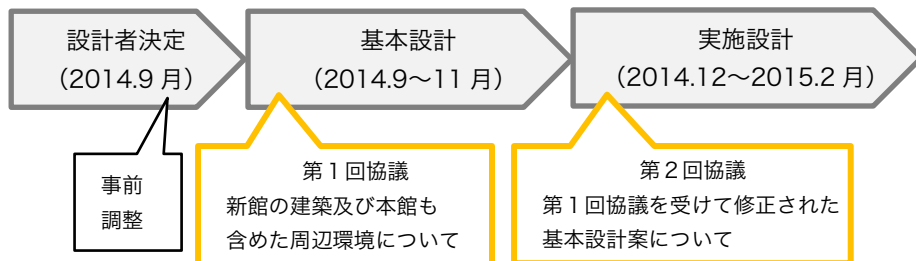 設計者決定
（2014.9 月）
基本設計
（2014.9～11 月）
実施設計
（2014.12～2015.2 月）
事前
調整
第１回協議
新館の建築及び本館も
含めた周辺環境について
第２回協議
第１回協議を受けて修正された
基本設計案について